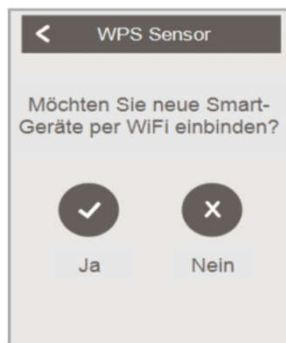 WPS Sensor
Möchten Sie neue Smart-
Geräte per WiFi einbinden?
Ja
Nein